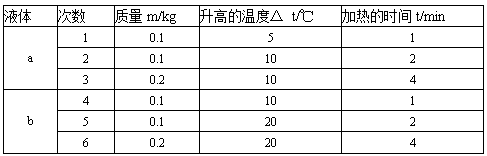 液体 次数 质量 m/kg 升高的温度△ t/℃ 加热的时间 t/min
a 1 0.1 5 1
2 0.1 10 2
3 0.2 10 4
b 4 0.1 10 1
5 0.1 20 2
6 0.2 20 4